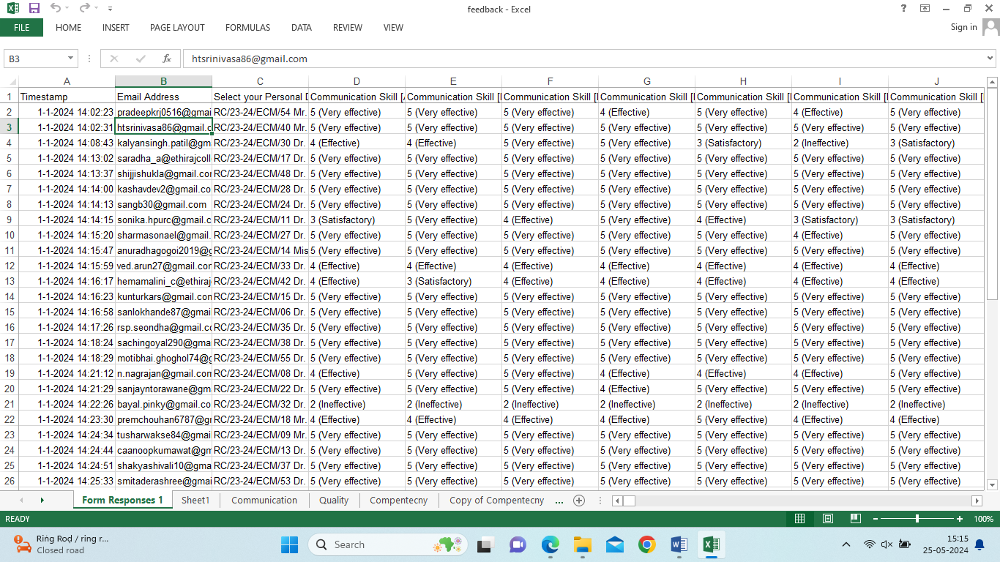 feedback - Excel
FILE HOME INSERT PAGE LAYOUT FORMULAS DATA REVIEW VIEW Sign in
B3 fx htsrinivasa86@gmail.com
A B C D E F G H I J
1 Timestamp Email Address Select your Personal D Communication Skill [A Communication Skill [ Communication Skill [ Communication Skill [ Communication Skill [ Communication Skill [ Communication Skill [
2 1-1-2024 14:02:23 pradeepkrj0516@gmai RC/23-24/ECM/54 Mr. 5 (Very effective) 5 (Very effective) 5 (Very effective) 4 (Effective) 5 (Very effective) 4 (Effective) 5 (Very effective)
3 1-1-2024 14:02:31 htsrinivasa86@gmail.c RC/23-24/ECM/40 Mr. 5 (Very effective) 5 (Very effective) 5 (Very effective) 5 (Very effective) 5 (Very effective) 5 (Very effective) 5 (Very effective)
4 1-1-2024 14:08:43 kalyansingh.patil@gm RC/23-24/ECM/30 Dr. 4 (Effective) 4 (Effective) 5 (Very effective) 5 (Very effective) 3 (Satisfactory) 2 (Ineffective) 3 (Satisfactory)
5 1-1-2024 14:13:02 saradha_a@ethirajcoll RC/23-24/ECM/17 Dr. 5 (Very effective) 5 (Very effective) 5 (Very effective) 5 (Very effective) 5 (Very effective) 5 (Very effective) 5 (Very effective)
6 1-1-2024 14:13:37 shijjishukla@gmail.con RC/23-24/ECM/48 Dr. 5 (Very effective) 5 (Very effective) 5 (Very effective) 5 (Very effective) 5 (Very effective) 5 (Very effective) 5 (Very effective)
7 1-1-2024 14:14:00 kashavdev2@gmail.co RC/23-24/ECM/28 Dr. 5 (Very effective) 5 (Very effective) 5 (Very effective) 5 (Very effective) 5 (Very effective) 5 (Very effective) 5 (Very effective)
8 1-1-2024 14:14:13 sangb30@gmail.com RC/23-24/ECM/24 Dr. 5 (Very effective) 5 (Very effective) 5 (Very effective) 5 (Very effective) 5 (Very effective) 5 (Very effective) 5 (Very effective)
9 1-1-2024 14:14:15 sonika.hpurc@gmail.c RC/23-24/ECM/11 Dr. 3 (Satisfactory) 5 (Very effective) 4 (Effective) 5 (Very effective) 4 (Effective) 3 (Satisfactory) 3 (Satisfactory)
10 1-1-2024 14:15:20 sharmasonael@gmail. RC/23-24/ECM/27 Dr. 5 (Very effective) 5 (Very effective) 5 (Very effective) 5 (Very effective) 5 (Very effective) 4 (Effective) 5 (Very effective)
11 1-1-2024 14:15:47 anuradhagogoi2019@g RC/23-24/ECM/14 Mis 5 (Very effective) 5 (Very effective) 5 (Very effective) 5 (Very effective) 5 (Very effective) 5 (Very effective) 5 (Very effective)
12 1-1-2024 14:15:59 ved.arun27@gmail.con RC/23-24/ECM/33 Dr. 4 (Effective) 4 (Effective) 4 (Effective) 4 (Effective) 4 (Effective) 4 (Effective) 4 (Effective)
13 1-1-2024 14:16:17 hemamalini_c@ethiraj RC/23-24/ECM/42 Dr. 4 (Effective) 3 (Satisfactory) 4 (Effective) 4 (Effective) 4 (Effective) 4 (Effective) 4 (Effective)
14 1-1-2024 14:16:23 kunturkars@gmail.con RC/23-24/ECM/15 Dr. 5 (Very effective) 5 (Very effective) 5 (Very effective) 5 (Very effective) 5 (Very effective) 5 (Very effective) 5 (Very effective)
15 1-1-2024 14:16:58 sanlokhande87@gmai RC/23-24/ECM/06 Dr. 5 (Very effective) 5 (Very effective) 5 (Very effective) 5 (Very effective) 5 (Very effective) 5 (Very effective) 5 (Very effective)
16 1-1-2024 14:17:26 rsp.seondha@gmail.cc RC/23-24/ECM/35 Dr. 5 (Very effective) 5 (Very effective) 5 (Very effective) 5 (Very effective) 5 (Very effective) 5 (Very effective) 5 (Very effective)
17 1-1-2024 14:18:24 sachingoyal290@gmai RC/23-24/ECM/38 Dr. 5 (Very effective) 5 (Very effective) 5 (Very effective) 5 (Very effective) 5 (Very effective) 5 (Very effective) 5 (Very effective)
18 1-1-2024 14:18:29 motibhai.ghoghol74@g RC/23-24/ECM/55 Dr. 5 (Very effective) 5 (Very effective) 5 (Very effective) 5 (Very effective) 5 (Very effective) 5 (Very effective) 5 (Very effective)
19 1-1-2024 14:21:12 n.nagrajan@gmail.com RC/23-24/ECM/08 Dr. 4 (Effective) 5 (Very effective) 5 (Very effective) 4 (Effective) 4 (Effective) 4 (Effective) 5 (Very effective)
20 1-1-2024 14:21:33 sanjayntorawane@gm RC/23-24/ECM/22 Dr. 5 (Very effective) 5 (Very effective) 5 (Very effective) 4 (Effective) 5 (Very effective) 5 (Very effective) 5 (Very effective)
21 1-1-2024 14:22:26 bayal.pinky@gmail.co RC/23-24/ECM/32 Dr. 2 (Ineffective) 2 (Ineffective) 2 (Ineffective) 2 (Ineffective) 2 (Ineffective) 2 (Ineffective) 2 (Ineffective)
22 1-1-2024 14:23:30 premchouhan6787@gr RC/23-24/ECM/18 Mr. 4 (Effective) 4 (Effective) 4 (Effective) 4 (Effective) 5 (Very effective) 4 (Effective) 4 (Effective)
23 1-1-2024 14:24:34 tusharwakse84@gmai RC/23-24/ECM/09 Mr. 5 (Very effective) 5 (Very effective) 5 (Very effective) 5 (Very effective) 5 (Very effective) 5 (Very effective) 5 (Very effective)
24 1-1-2024 14:24:44 caanoopkumawat@gm RC/23-24/ECM/13 Dr. 5 (Very effective) 5 (Very effective) 5 (Very effective) 5 (Very effective) 5 (Very effective) 5 (Very effective) 5 (Very effective)
25 1-1-2024 14:24:51 shakyashivali10@gma RC/23-24/ECM/37 Dr. 5 (Very effective) 5 (Very effective) 5 (Very effective) 5 (Very effective) 5 (Very effective) 5 (Very effective) 5 (Very effective)
26 1-1-2024 14:25:33 smitaderashree@gmai RC/23-24/ECM/53 Dr. 5 (Very effective) 5 (Very effective) 5 (Very effective) 5 (Very effective) 5 (Very effective) 5 (Very effective) 5 (Very effective)
Form Responses 1 Sheet1 Communication Quality Compentecny Copy of Compentecny ...
READY 100%
Ring Rod / ring r...
Closed road
Search
15:15
25-05-2024